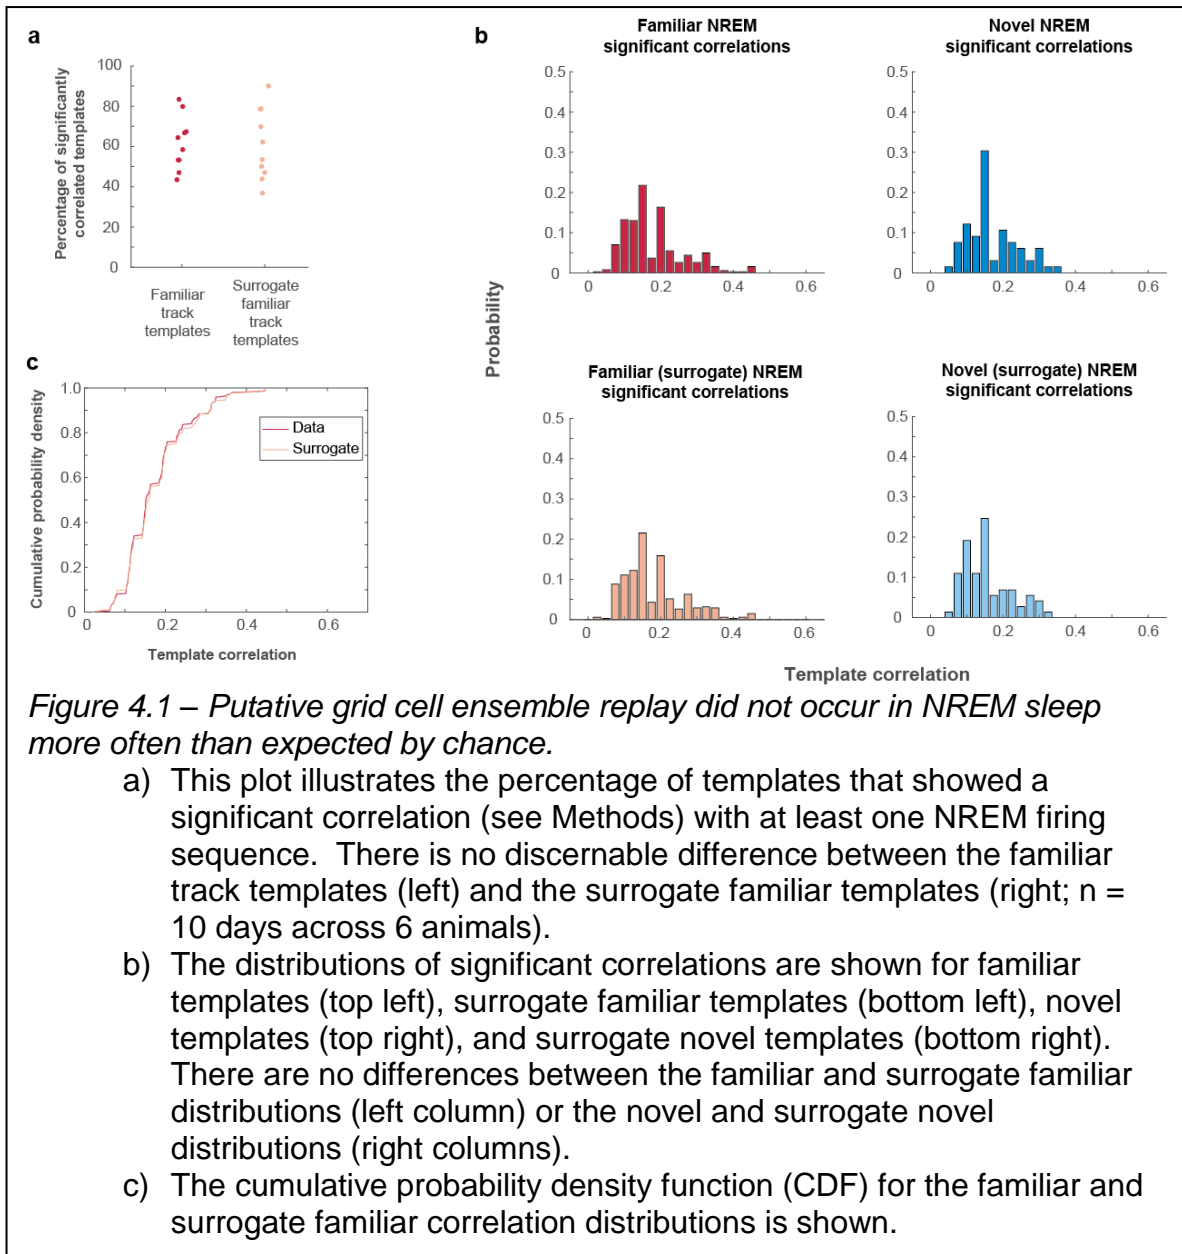 a
Percentage of significantly
correlated templates
100
80
60
40
20
0
Familiar
track
templates
Surrogate
familiar
track
templates
b
Familiar NREM
significant correlations
0.5
0.4
0.3
0.2
0.1
0
0
0.2
0.4
0.6
Novel NREM
significant correlations
0.5
0.4
0.3
0.2
0.1
0
0
0.2
0.4
0.6
Probability
Familiar (surrogate) NREM
significant correlations
0.5
0.4
0.3
0.2
0.1
0
0
0.2
0.4
0.6
Novel (surrogate) NREM
significant correlations
0.5
0.4
0.3
0.2
0.1
0
0
0.2
0.4
0.6
Template correlation
c
Cumulative probability density
1.0
0.8
0.6
0.4
0.2
0
0
0.2
0.4
0.6
Data
Surrogate
Template correlation
Figure 4.1 – Putative grid cell ensemble replay did not occur in NREM sleep
more often than expected by chance.
a) This plot illustrates the percentage of templates that showed a
significant correlation (see Methods) with at least one NREM firing
sequence.  There is no discernable difference between the familiar
track templates (left) and the surrogate familiar templates (right; n =
10 days across 6 animals).
b) The distributions of significant correlations are shown for familiar
templates (top left), surrogate familiar templates (bottom left), novel
templates (top right), and surrogate novel templates (bottom right).
There are no differences between the familiar and surrogate familiar
distributions (left column) or the novel and surrogate novel
distributions (right columns).
c) The cumulative probability density function (CDF) for the familiar and
surrogate familiar correlation distributions is shown.